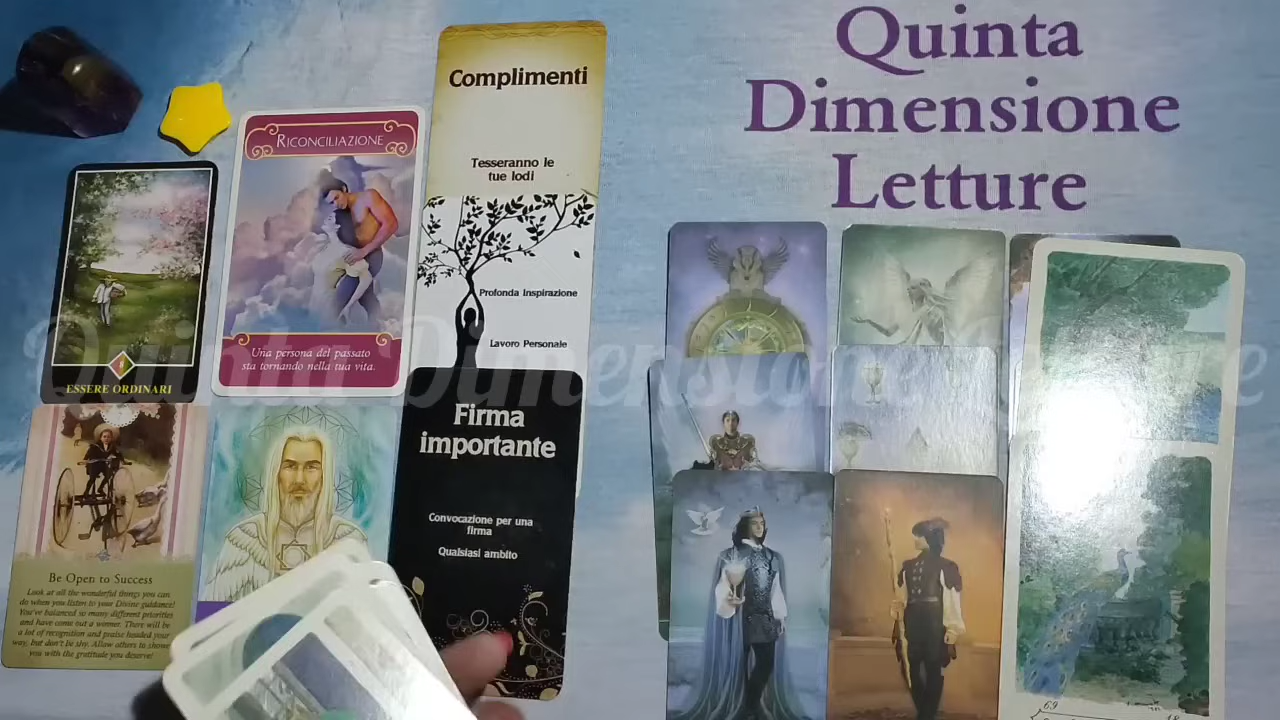 Quinta
Dimensione
Letture
Complimenti
Tesseranno le
tue lodi
Profonda Inspirazione
Lavoro Personale
RICONCILIAZIONE
Una persona del passato
sta tornando nella tua vita.
ESSERE ORDINARI
Firma
importante
Convocazione per una
firma
Qualsiasi ambito
Be Open to Success
Look at all the wonderful things you can
do when you listen to your Divine guidance!
You've balanced so many different priorities
and have come out a winner. There will be
a lot of recognition and praise headed your
way, but don't be shy. Allow others to shower
you with the gratitude you deserve!
Quinta Dimensione Letture
69